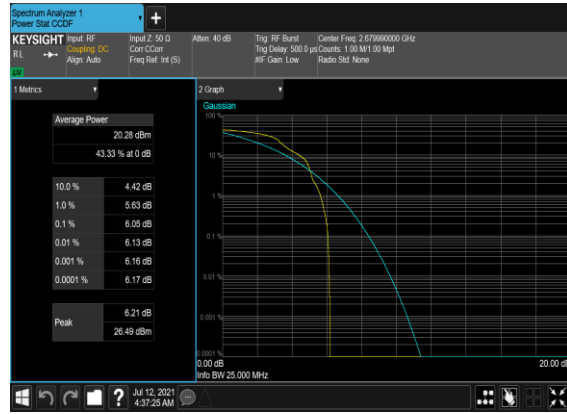 Spectrum Analyzer 1
Power Stat CCDF
KEYSIGHT
RL
Input: RF
Coupling: DC
Align: Auto
Input Z: 50 Ω
Corr CCorr
Freq Ref: Int (S)
Atten: 40 dB
Trig: RF Burst
Trig Delay: 500.0 µs
#IF Gain: Low
Center Freq: 2.679990000 GHz
Counts: 1.00 M/1.00 Mpt
Radio Std: None
1 Metrics
Average Power
20.28 dBm
43.33 % at 0 dB
10.0 % 4.42 dB
1.0 % 5.63 dB
0.1 % 6.05 dB
0.01 % 6.13 dB
0.001 % 6.16 dB
0.0001 % 6.17 dB
Peak
6.21 dB
26.49 dBm
2 Graph
Gaussian
100 %
10 %
1 %
0.1 %
0.01 %
0.001 %
0.0001 %
0.00 dB
20.00 dB
Info BW 25.000 MHz
?
Jul 12, 2021
4:37:25 AM